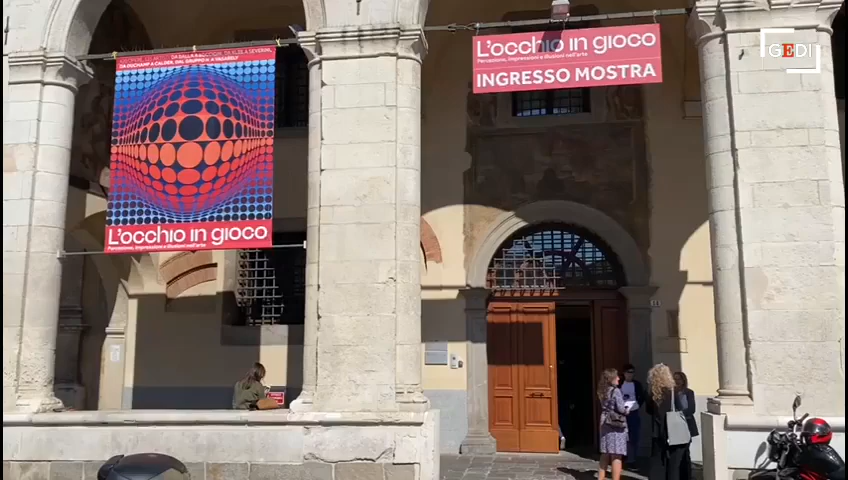 DA DUCHAMP A CALDER, DAL GRUPPO N A VASARELY
L'occhio in gioco
Percezione, impressioni e illusioni nell'arte
L'occhio in gioco
Percezione, impressioni e illusioni nell'arte
INGRESSO MOSTRA
GEDI